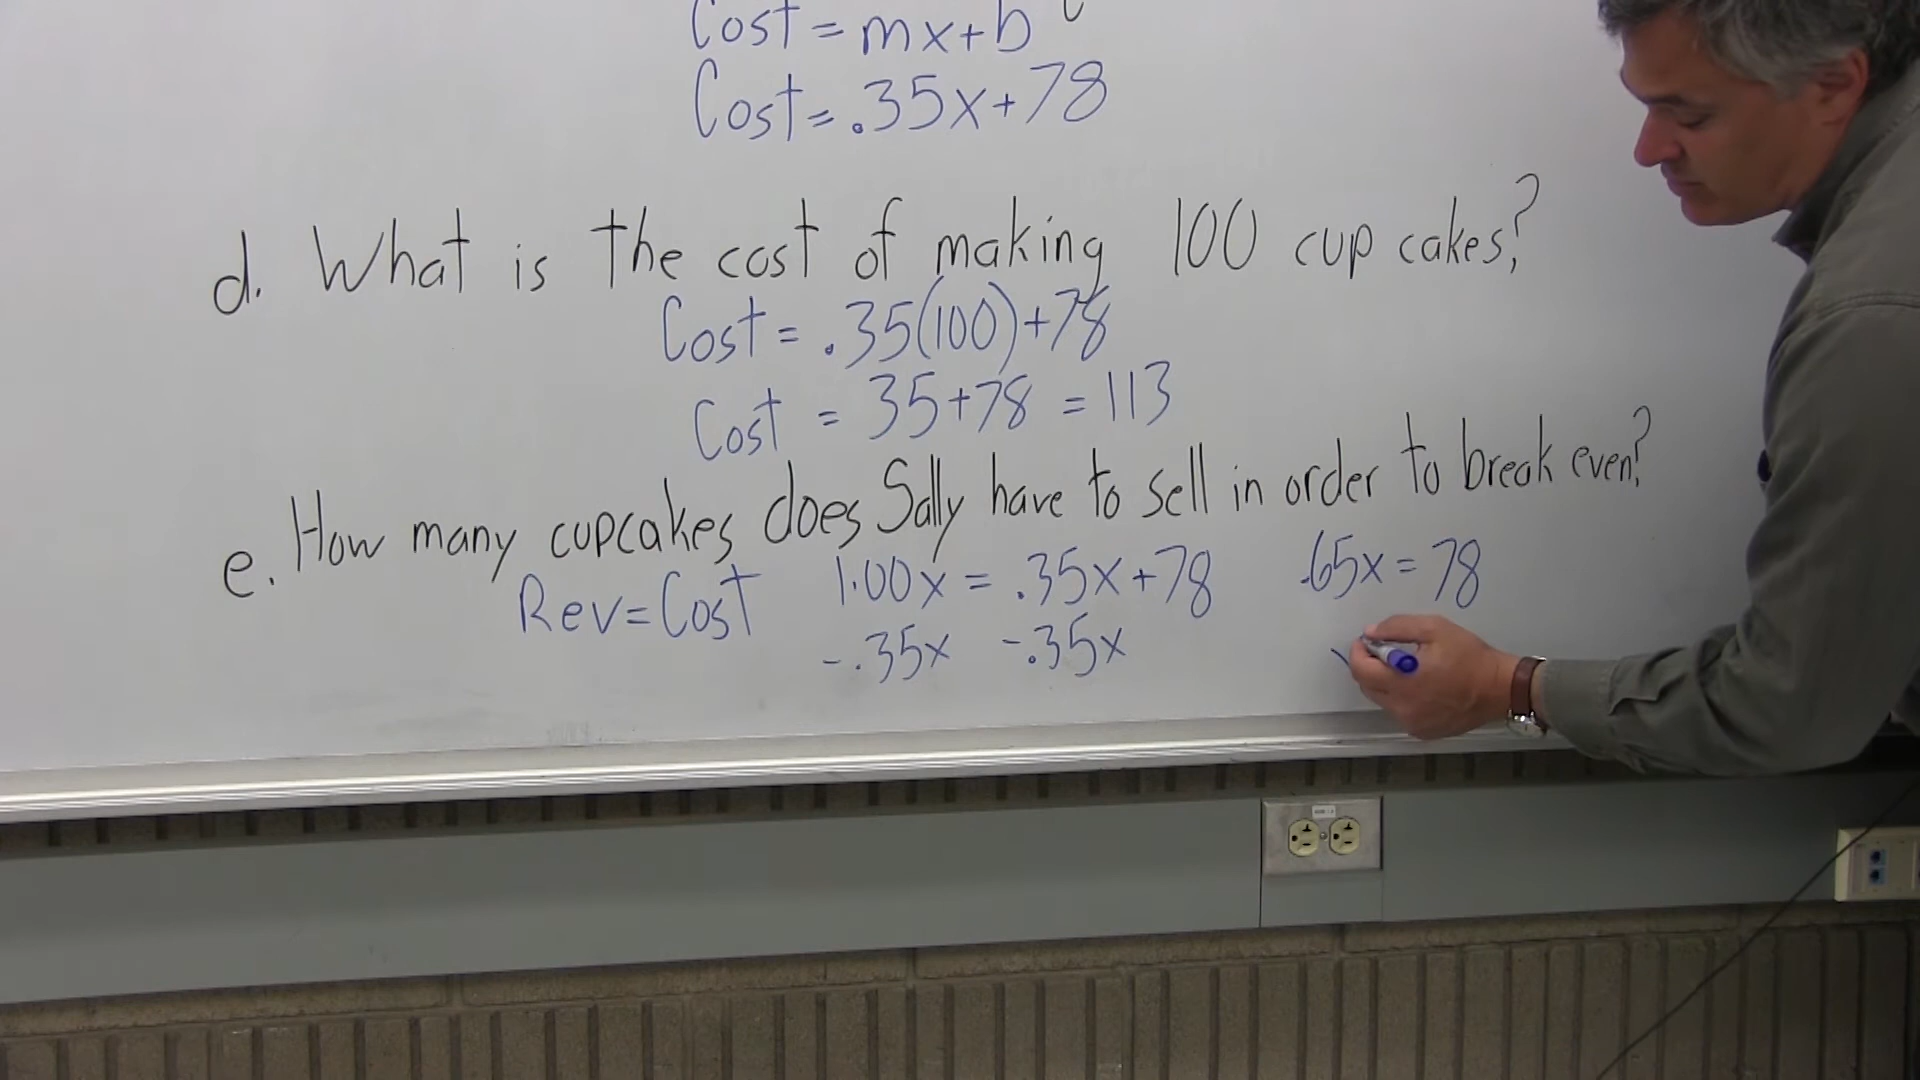 Cost = mx+b
Cost = .35x+78
d. What is the cost of making 100 cup cakes?
Cost = .35(100)+78
Cost = 35+78 = 113
e. How many cupcakes does Sally have to sell in order to break even?
Rev = Cost 1.00x = .35x+78 .65x = 78
-.35x -.35x